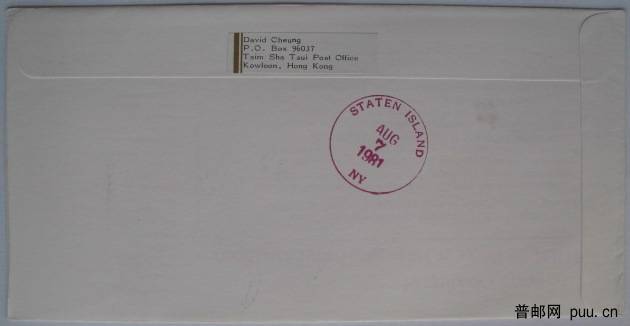 David Cheung
P.O. Box 96037
Tsim Sha Tsui Post Office
Kowloon, Hong Kong
STATEN ISLAND
AUG
7
1981
NY
普邮网 puu.cn